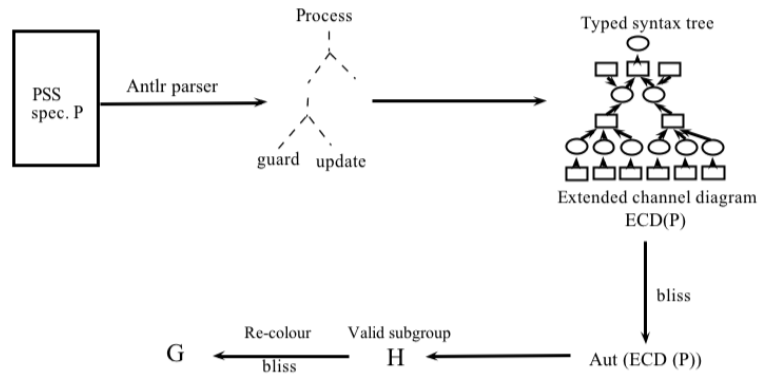 Process
Typed syntax tree
PSS
spec. P
Antlr parser
guard update
Extended channel diagram
ECD(P)
bliss
Re-colour
Valid subgroup
G
bliss
H
Aut (ECD (P))